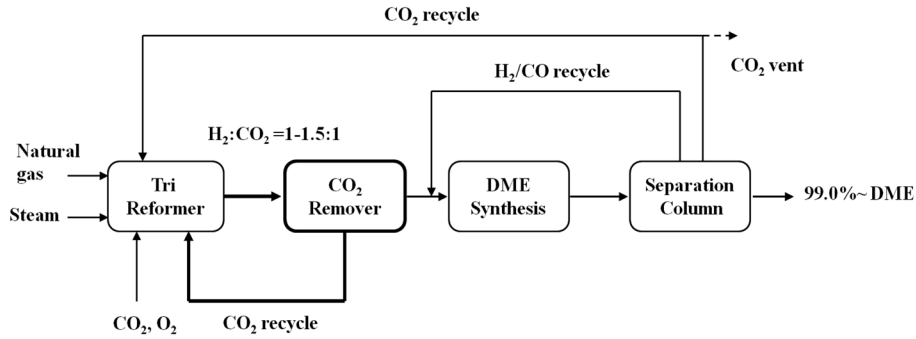 CO₂ recycle
CO₂ vent
H₂/CO recycle
H₂:CO₂ =1-1.5:1
Natural
gas
Steam
Tri
Reformer
CO₂
Remover
DME
Synthesis
Separation
Column
99.0%~ DME
CO₂, O₂
CO₂ recycle